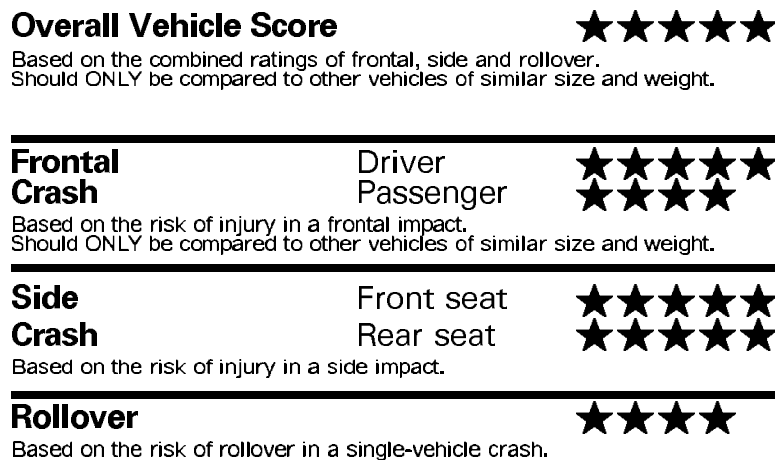 Overall Vehicle Score ★★★★★
Based on the combined ratings of frontal, side and rollover.
Should ONLY be compared to other vehicles of similar size and weight.
Frontal Driver ★★★★★
Crash Passenger ★★★★
Based on the risk of injury in a frontal impact.
Should ONLY be compared to other vehicles of similar size and weight.
Side Front seat ★★★★★
Crash Rear seat ★★★★★
Based on the risk of injury in a side impact.
Rollover ★★★★
Based on the risk of rollover in a single-vehicle crash.